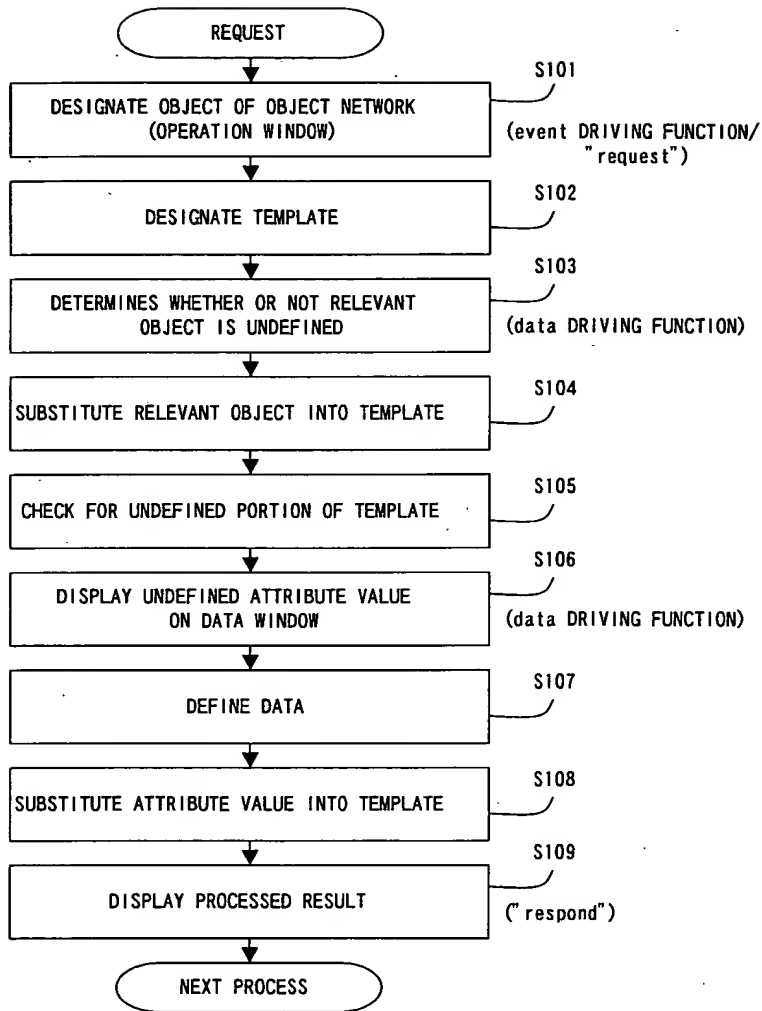 REQUEST
S101
DESIGNATE OBJECT OF OBJECT NETWORK
(OPERATION WINDOW)
(event DRIVING FUNCTION/
"request")
S102
DESIGNATE TEMPLATE
S103
DETERMINES WHETHER OR NOT RELEVANT
OBJECT IS UNDEFINED
(data DRIVING FUNCTION)
S104
SUBSTITUTE RELEVANT OBJECT INTO TEMPLATE
S105
CHECK FOR UNDEFINED PORTION OF TEMPLATE
S106
DISPLAY UNDEFINED ATTRIBUTE VALUE
ON DATA WINDOW
(data DRIVING FUNCTION)
S107
DEFINE DATA
S108
SUBSTITUTE ATTRIBUTE VALUE INTO TEMPLATE
S109
DISPLAY PROCESSED RESULT
("respond")
NEXT PROCESS